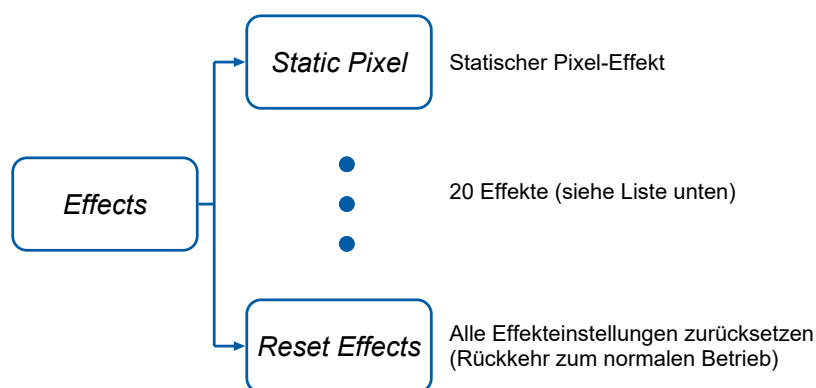 Static Pixel
Statischer Pixel-Effekt
Effects
20 Effekte (siehe Liste unten)
Reset Effects
Alle Effekteinstellungen zurücksetzen
(Rückkehr zum normalen Betrieb)